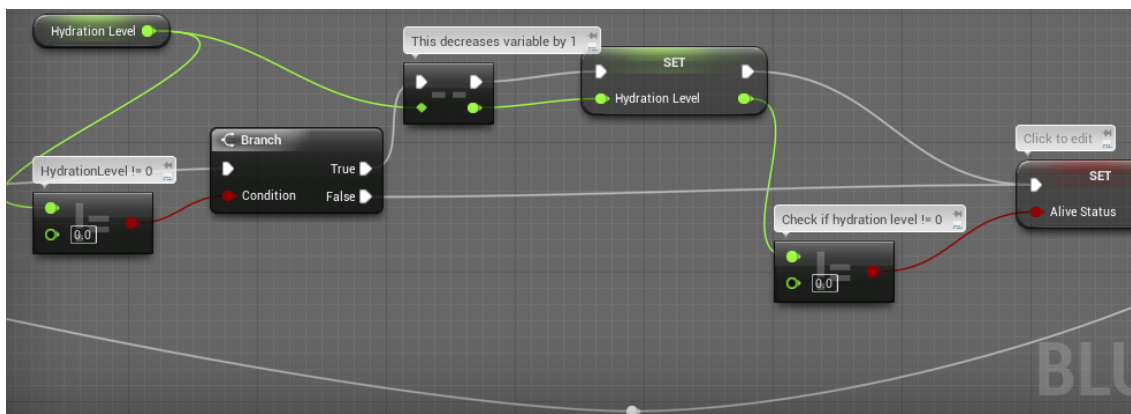 Hydration Level
This decreases variable by 1
--
SET
Hydration Level
Branch
True
Condition
False
HydrationLevel != 0
!=
0.0
Click to edit
SET
Alive Status
Check if hydration level != 0
!=
0.0
BLU